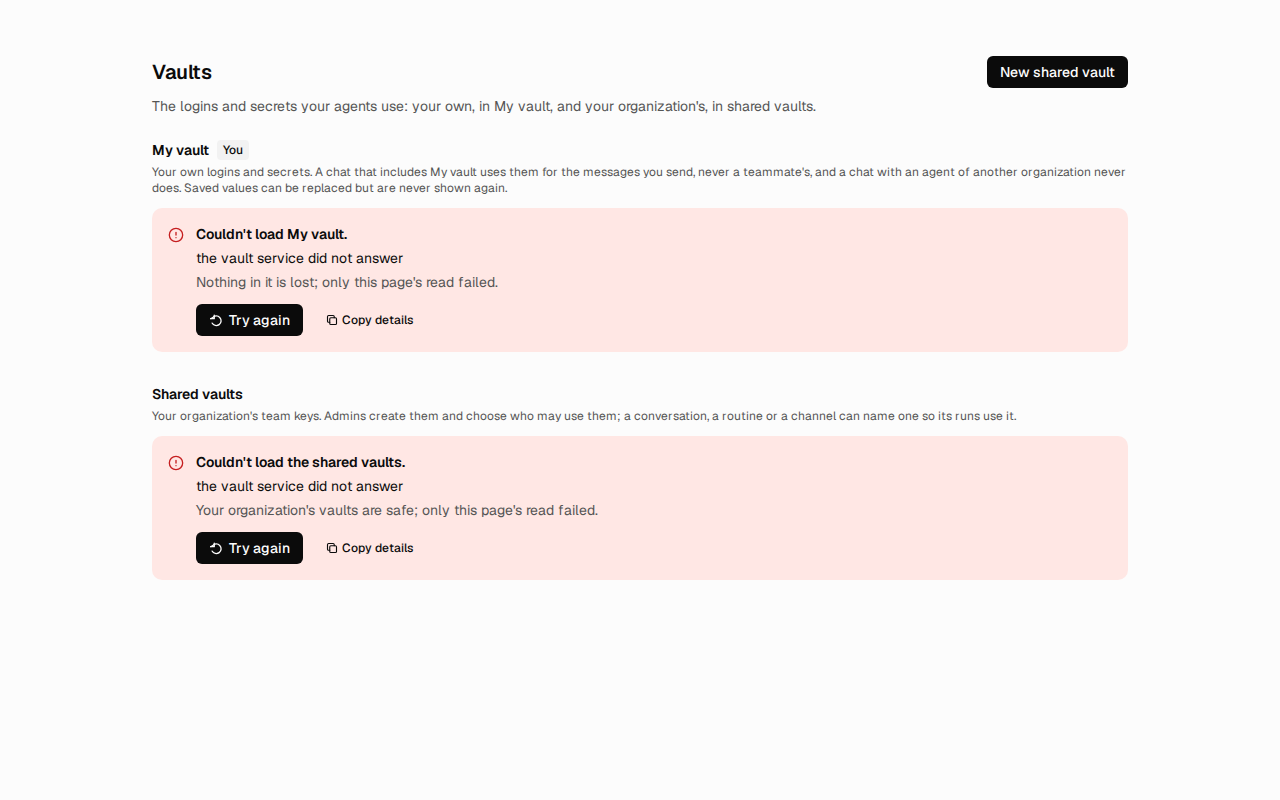 Vaults
New shared vault
The logins and secrets your agents use: your own, in My vault, and your organization's, in shared vaults.
My vault You
Your own logins and secrets. A chat that includes My vault uses them for the messages you send, never a teammate's, and a chat with an agent of another organization never
does. Saved values can be replaced but are never shown again.
Couldn't load My vault.
the vault service did not answer
Nothing in it is lost; only this page's read failed.
Try again Copy details
Shared vaults
Your organization's team keys. Admins create them and choose who may use them; a conversation, a routine or a channel can name one so its runs use it.
Couldn't load the shared vaults.
the vault service did not answer
Your organization's vaults are safe; only this page's read failed.
Try again Copy details